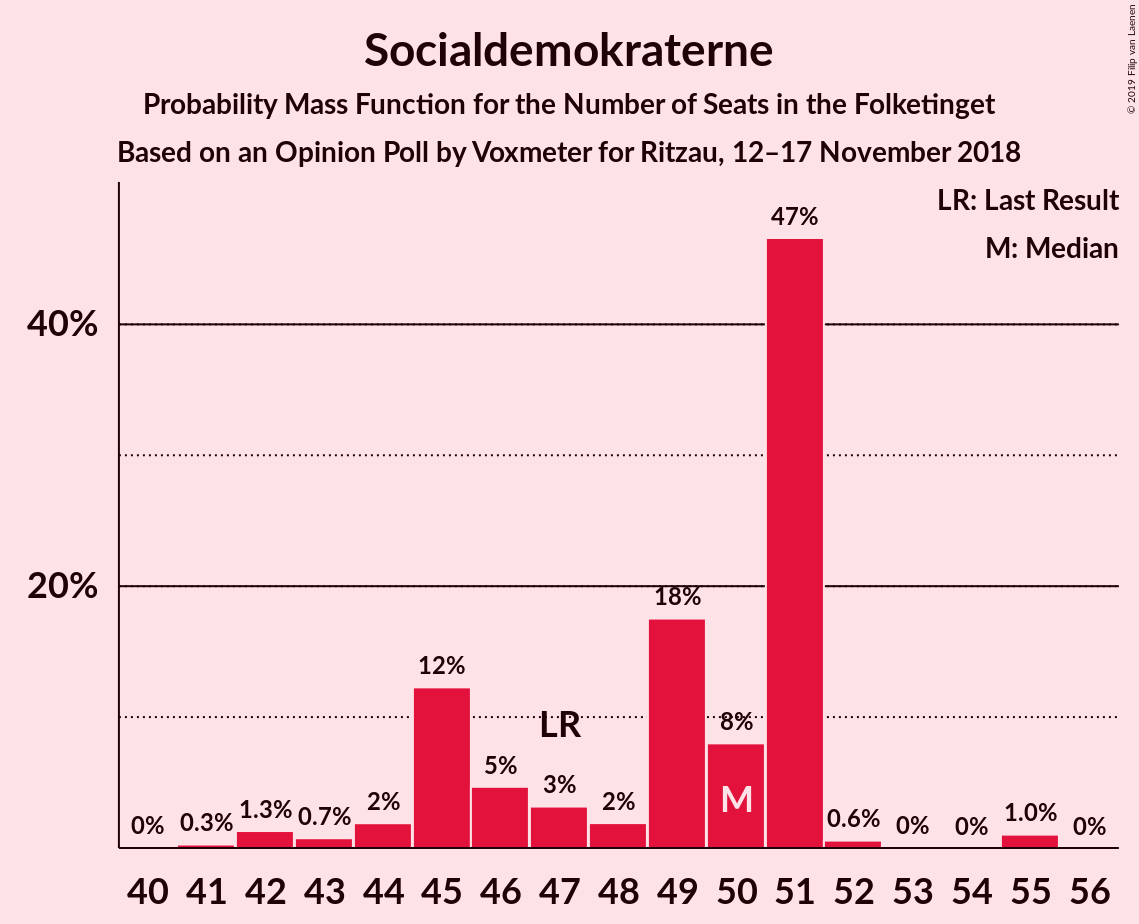 Socialdemokraterne
Probability Mass Function for the Number of Seats in the Folketinget
Based on an Opinion Poll by Voxmeter for Ritzau, 12–17 November 2018
© 2019 Filip van Laenen
LR: Last Result
M: Median
40%
20%
0%
0.3%
1.3%
0.7%
2%
12%
5%
3%
2%
18%
8%
47%
0.6%
0%
0%
1.0%
0%
LR
M
40 41 42 43 44 45 46 47 48 49 50 51 52 53 54 55 56